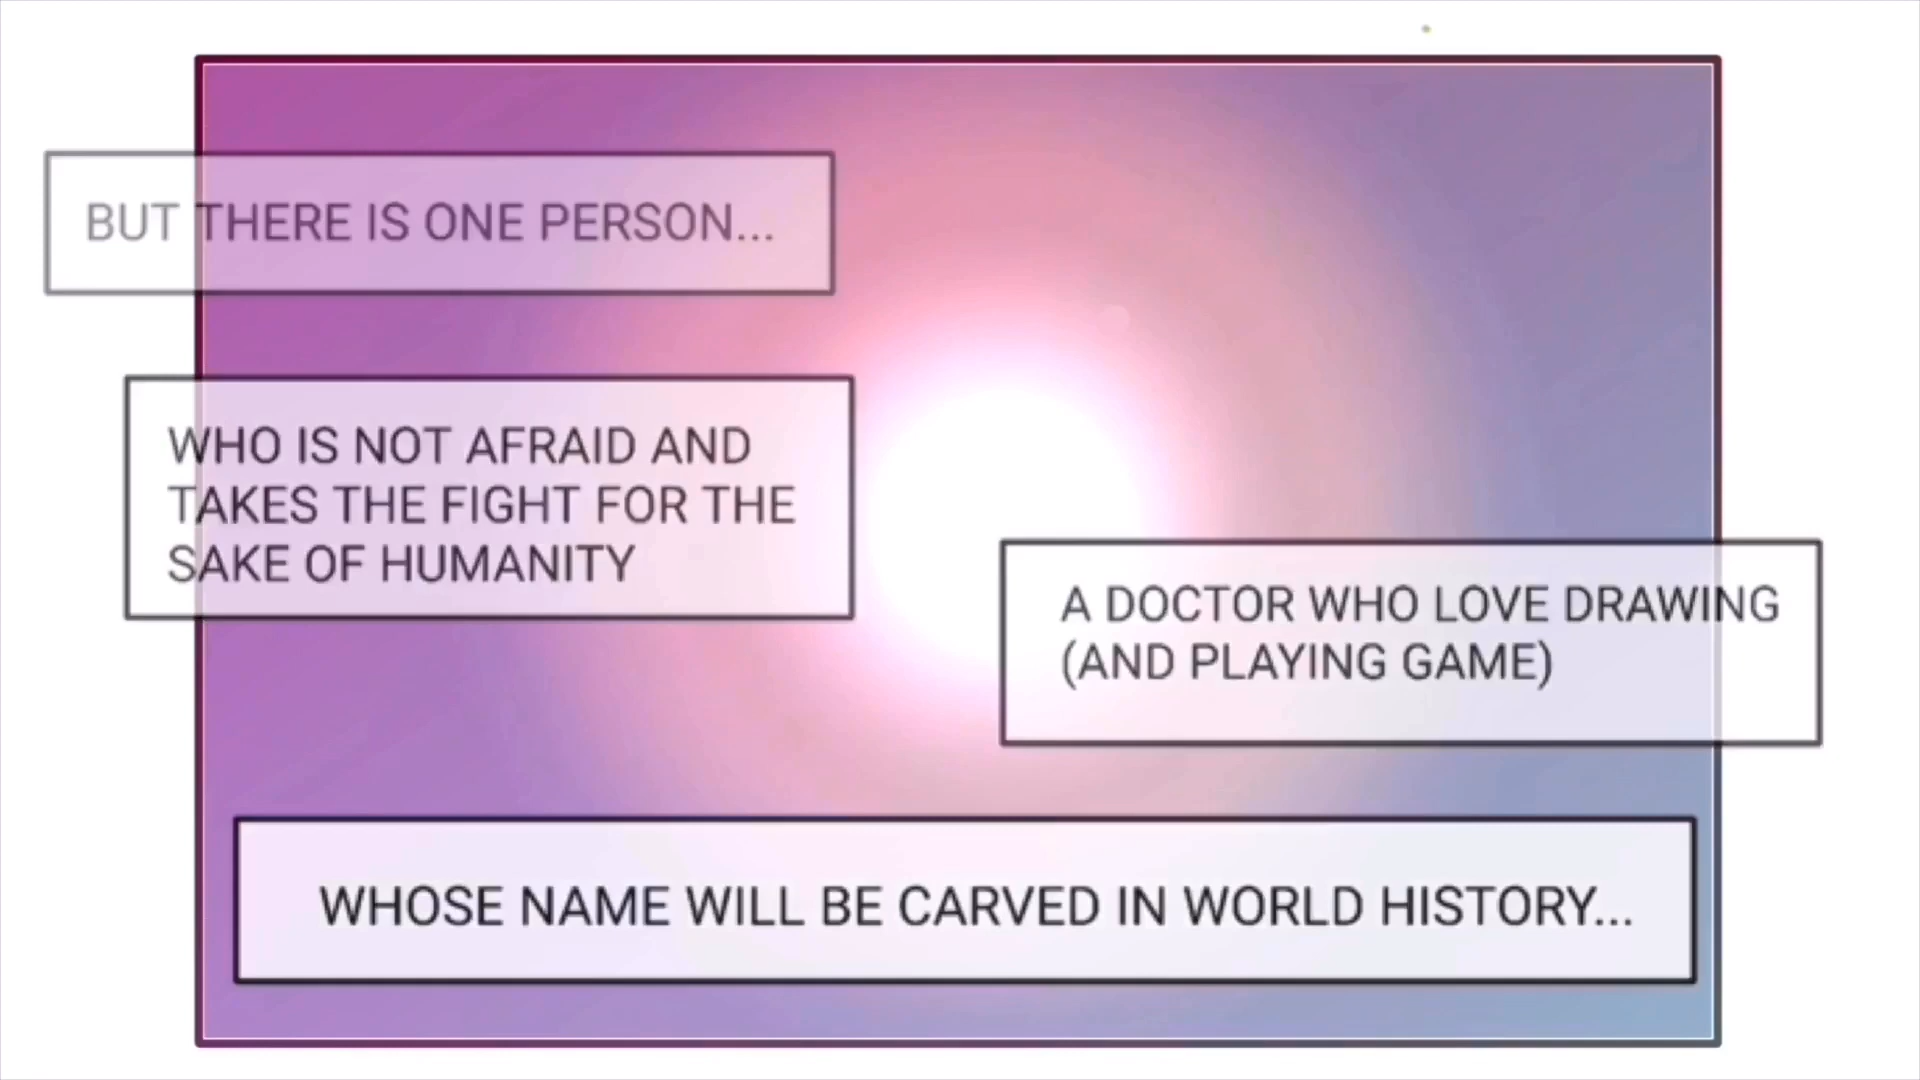 BUT THERE IS ONE PERSON...
WHO IS NOT AFRAID AND
TAKES THE FIGHT FOR THE
SAKE OF HUMANITY
A DOCTOR WHO LOVE DRAWING
(AND PLAYING GAME)
WHOSE NAME WILL BE CARVED IN WORLD HISTORY...